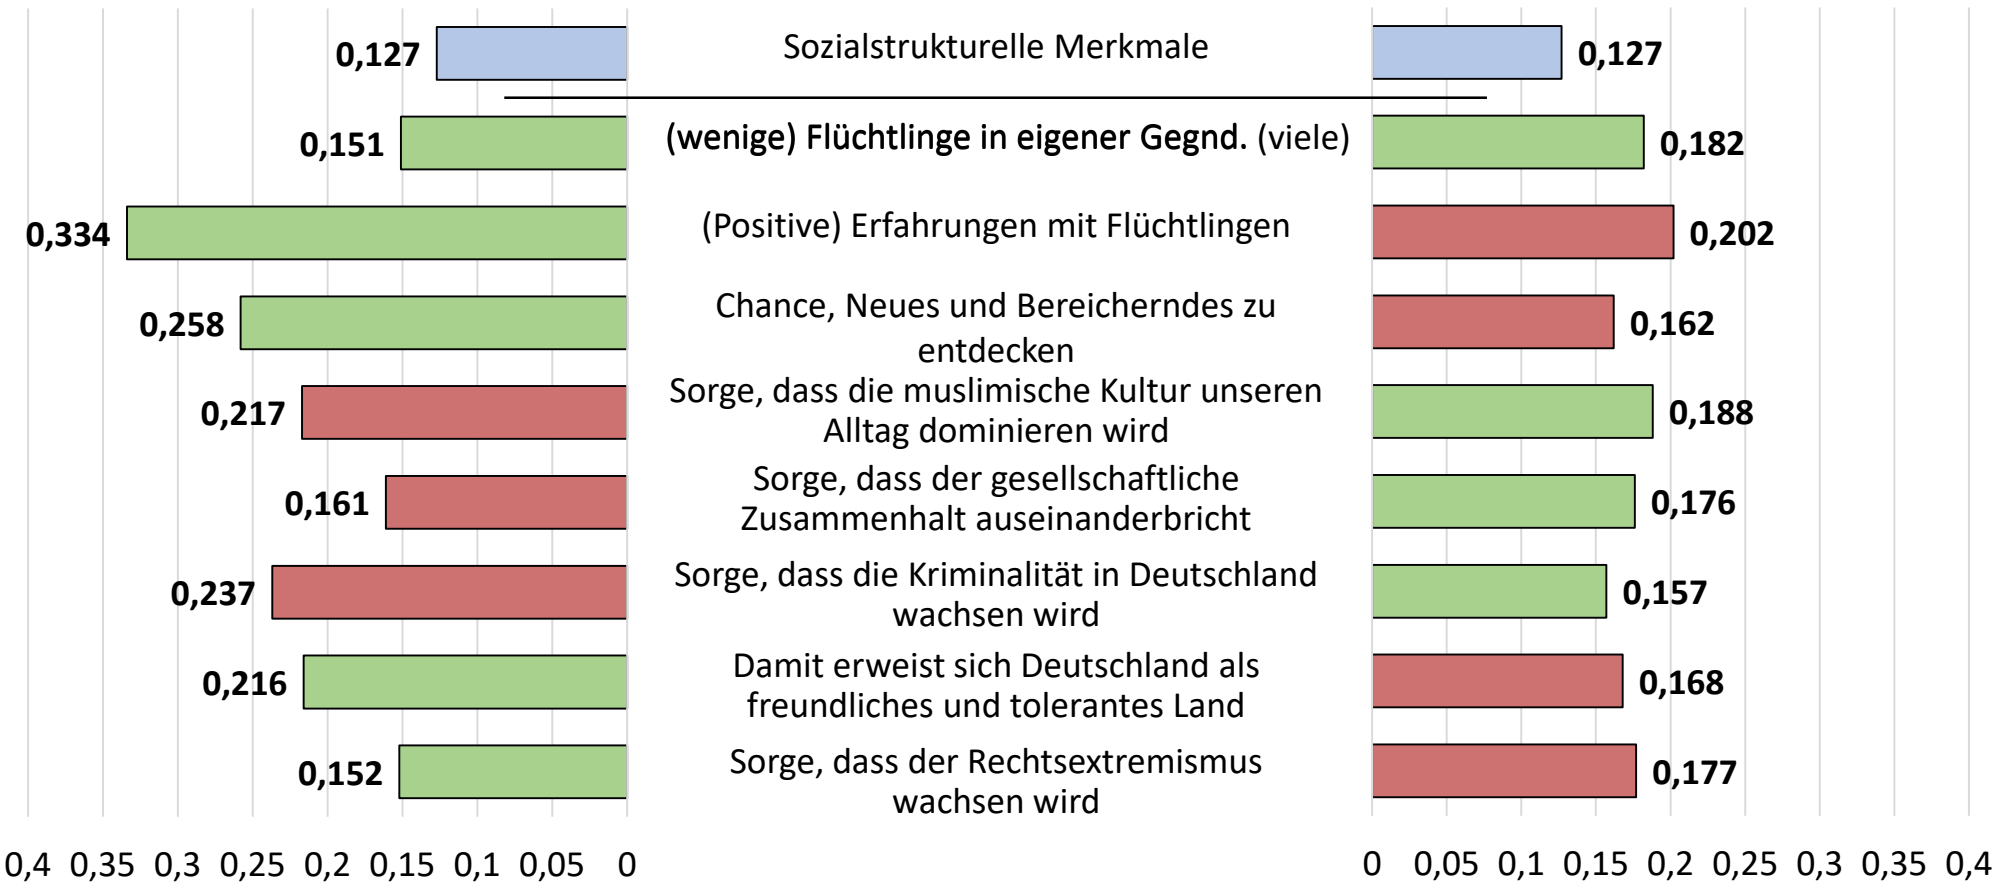 0,127 Sozialstrukturelle Merkmale 0,127
0,151 (wenige) Flüchtlinge in eigener Gegnd. (viele) 0,182
0,334 (Positive) Erfahrungen mit Flüchtlingen 0,202
Chance, Neues und Bereicherndes zu
0,258 0,162
entdecken
Sorge, dass die muslimische Kultur unseren
0,217 0,188
Alltag dominieren wird
Sorge, dass der gesellschaftliche
0,161 0,176
Zusammenhalt auseinanderbricht
Sorge, dass die Kriminalität in Deutschland
0,237 0,157
wachsen wird
Damit erweist sich Deutschland als
0,216 0,168
freundliches und tolerantes Land
Sorge, dass der Rechtsextremismus
0,152 0,177
wachsen wird
0,4 0,35 0,3 0,25 0,2 0,15 0,1 0,05 0 0 0,05 0,1 0,15 0,2 0,25 0,3 0,35 0,4